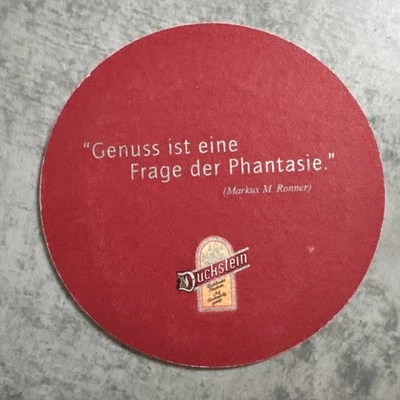 “Genuss ist eine
Frage der Phantasie.”
(Markus M. Ronner)
Duckstein